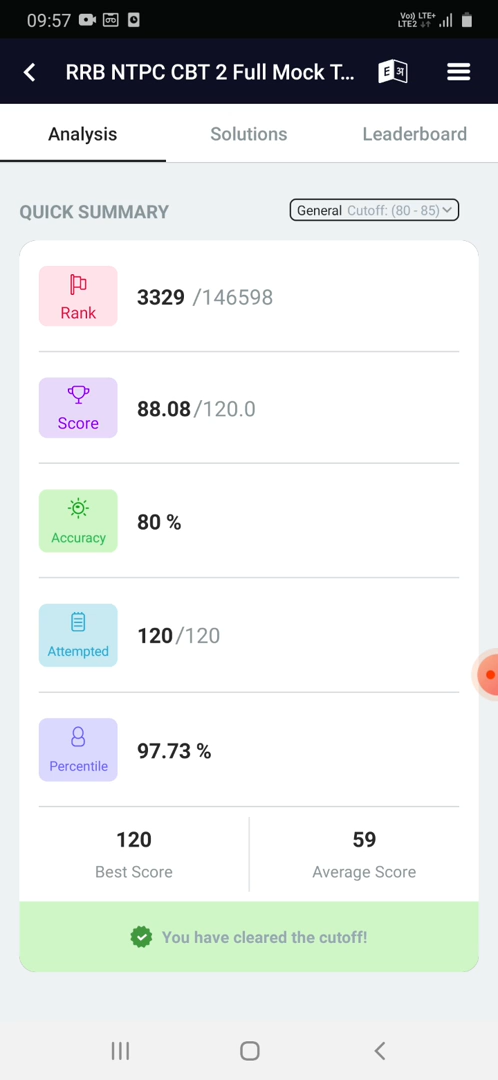 09:57 Vo)) LTE+
LTE2
RRB NTPC CBT 2 Full Mock T... E अ
Analysis Solutions Leaderboard
QUICK SUMMARY General Cutoff: (80 - 85)
Rank 3329 /146598
Score 88.08/120.0
Accuracy 80 %
Attempted 120/120
Percentile 97.73 %
120 59
Best Score Average Score
You have cleared the cutoff!